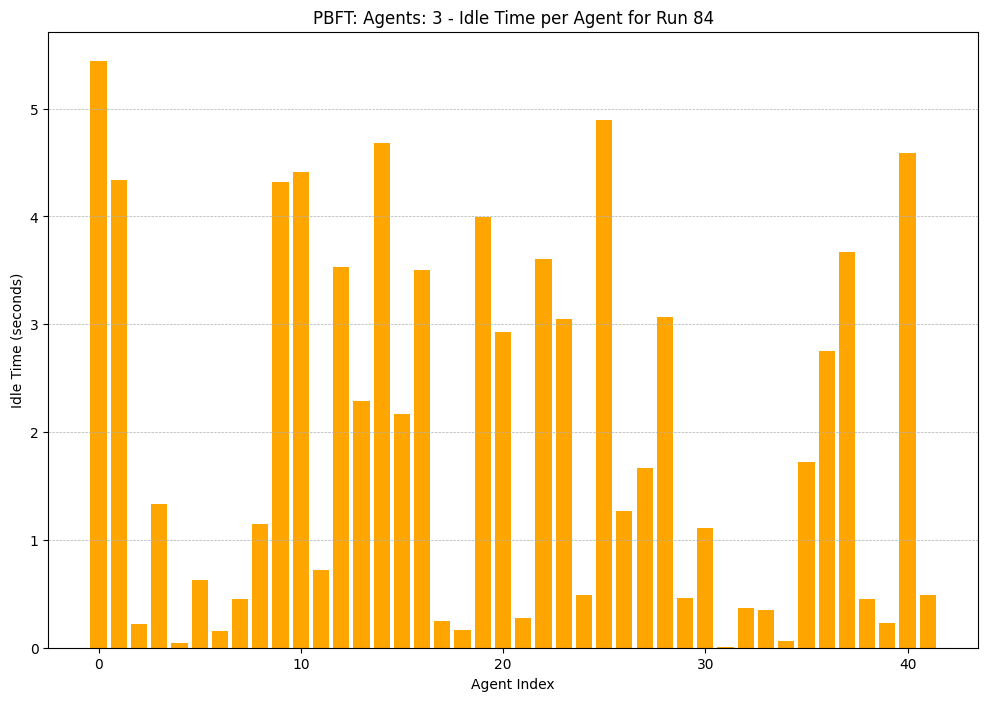 PBFT: Agents: 3 - Idle Time per Agent for Run 84
Idle Time (seconds)
5
4
3
2
1
0
0 10 20 30 40
Agent Index